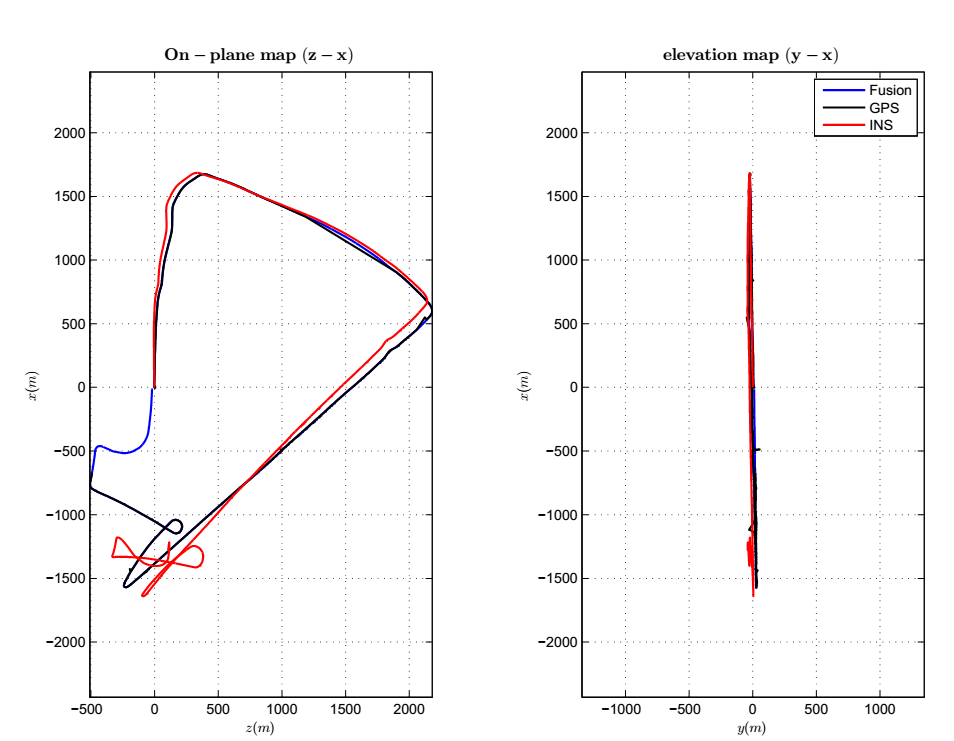 On – plane map (z – x)
2000
1500
1000
500
0
−500
−1000
−1500
−2000
x(m)
−500 0 500 1000 1500 2000
z(m)
elevation map (y – x)
Fusion
GPS
INS
2000
1500
1000
500
0
−500
−1000
−1500
−2000
x(m)
−1000 −500 0 500 1000
y(m)